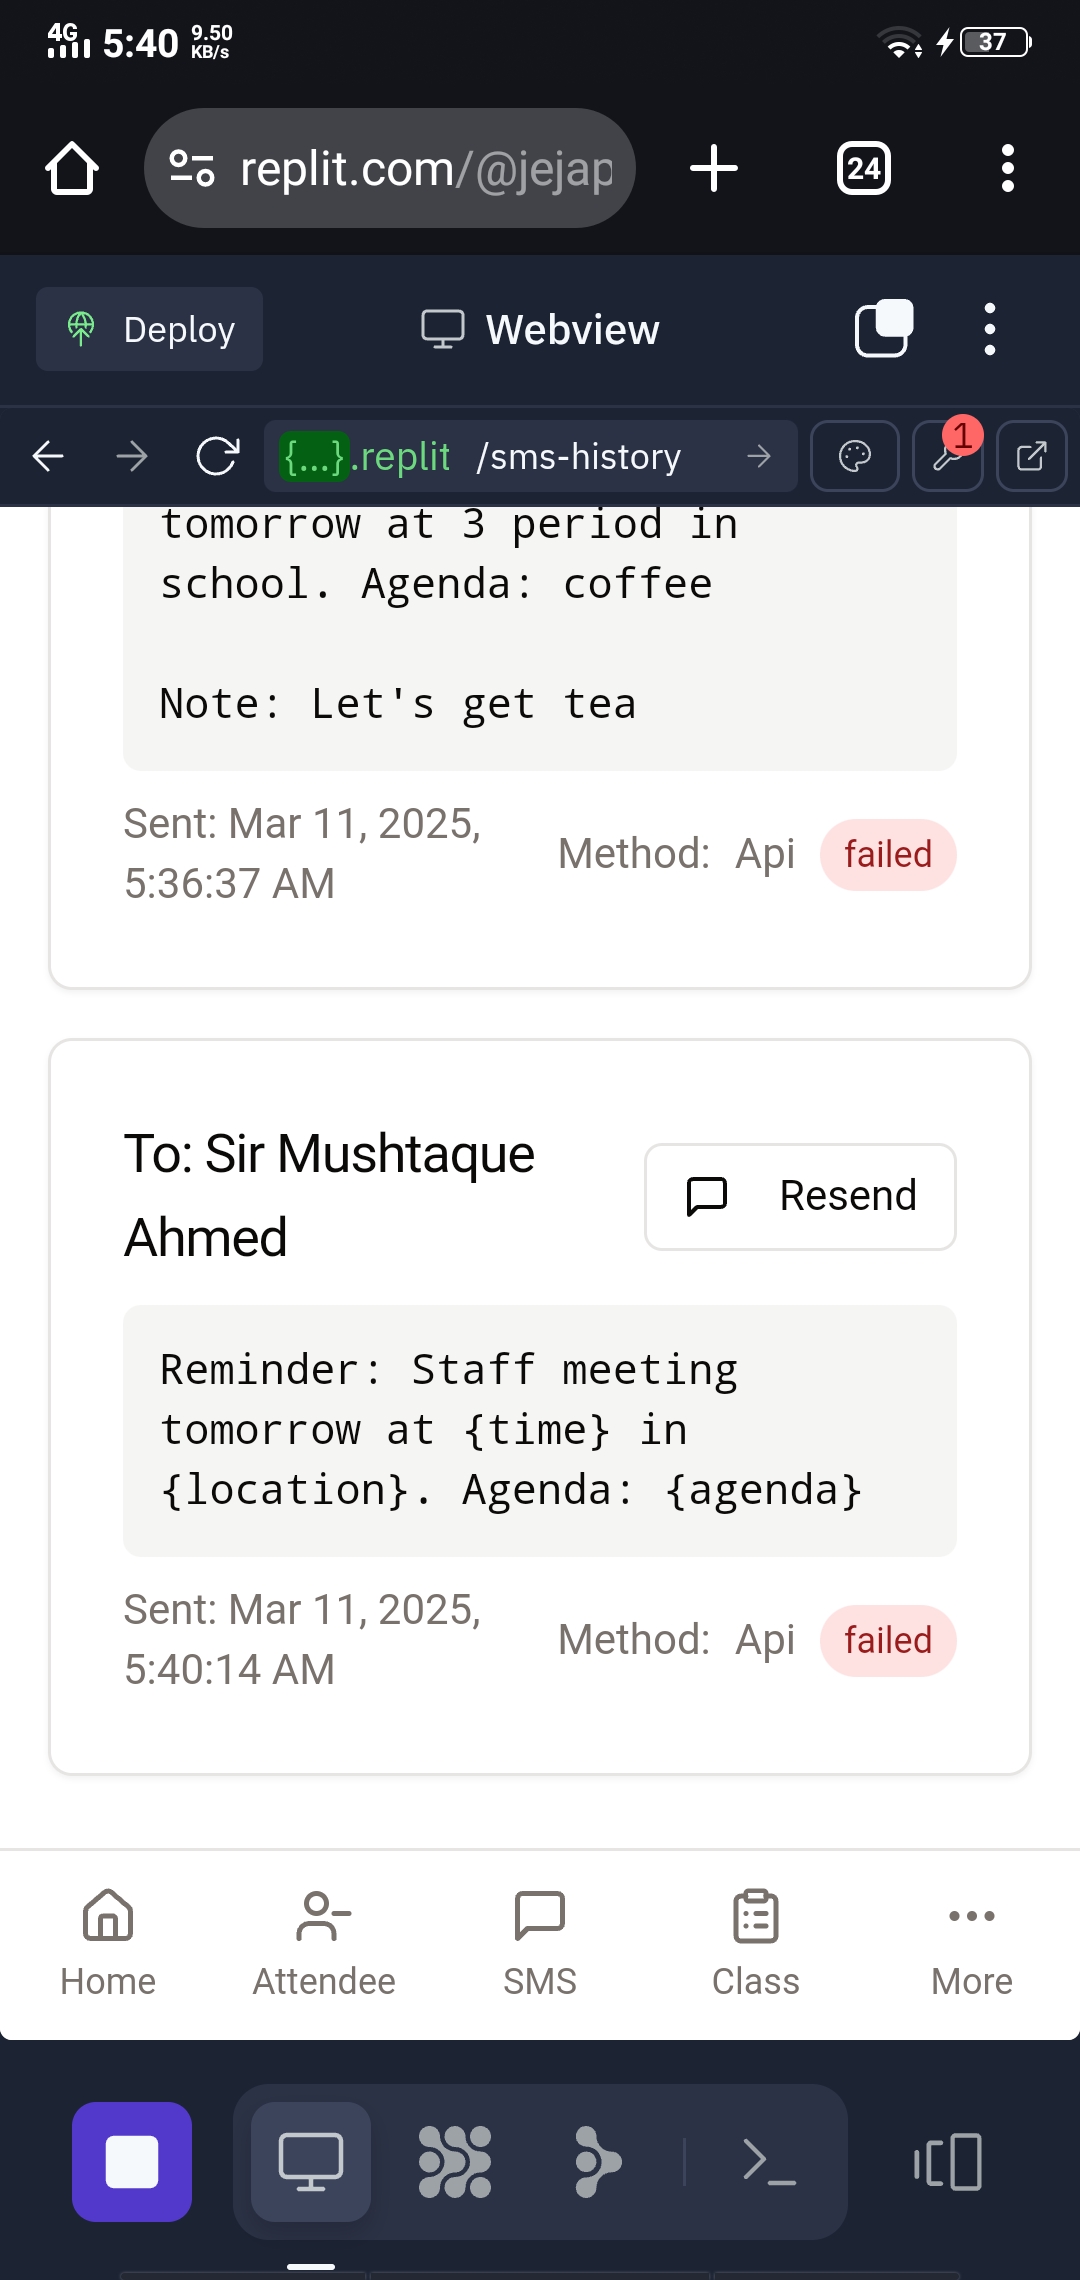 4G 5:40 9.50 KB/s 37
replit.com/@jejap
24
Deploy
Webview
{...}.replit /sms-history
1
tomorrow at 3 period in
school. Agenda: coffee
Note: Let's get tea
Sent: Mar 11, 2025,
5:36:37 AM
Method: Api failed
To: Sir Mushtaque
Ahmed
Resend
Reminder: Staff meeting
tomorrow at {time} in
{location}. Agenda: {agenda}
Sent: Mar 11, 2025,
5:40:14 AM
Method: Api failed
Home Attendee SMS Class More